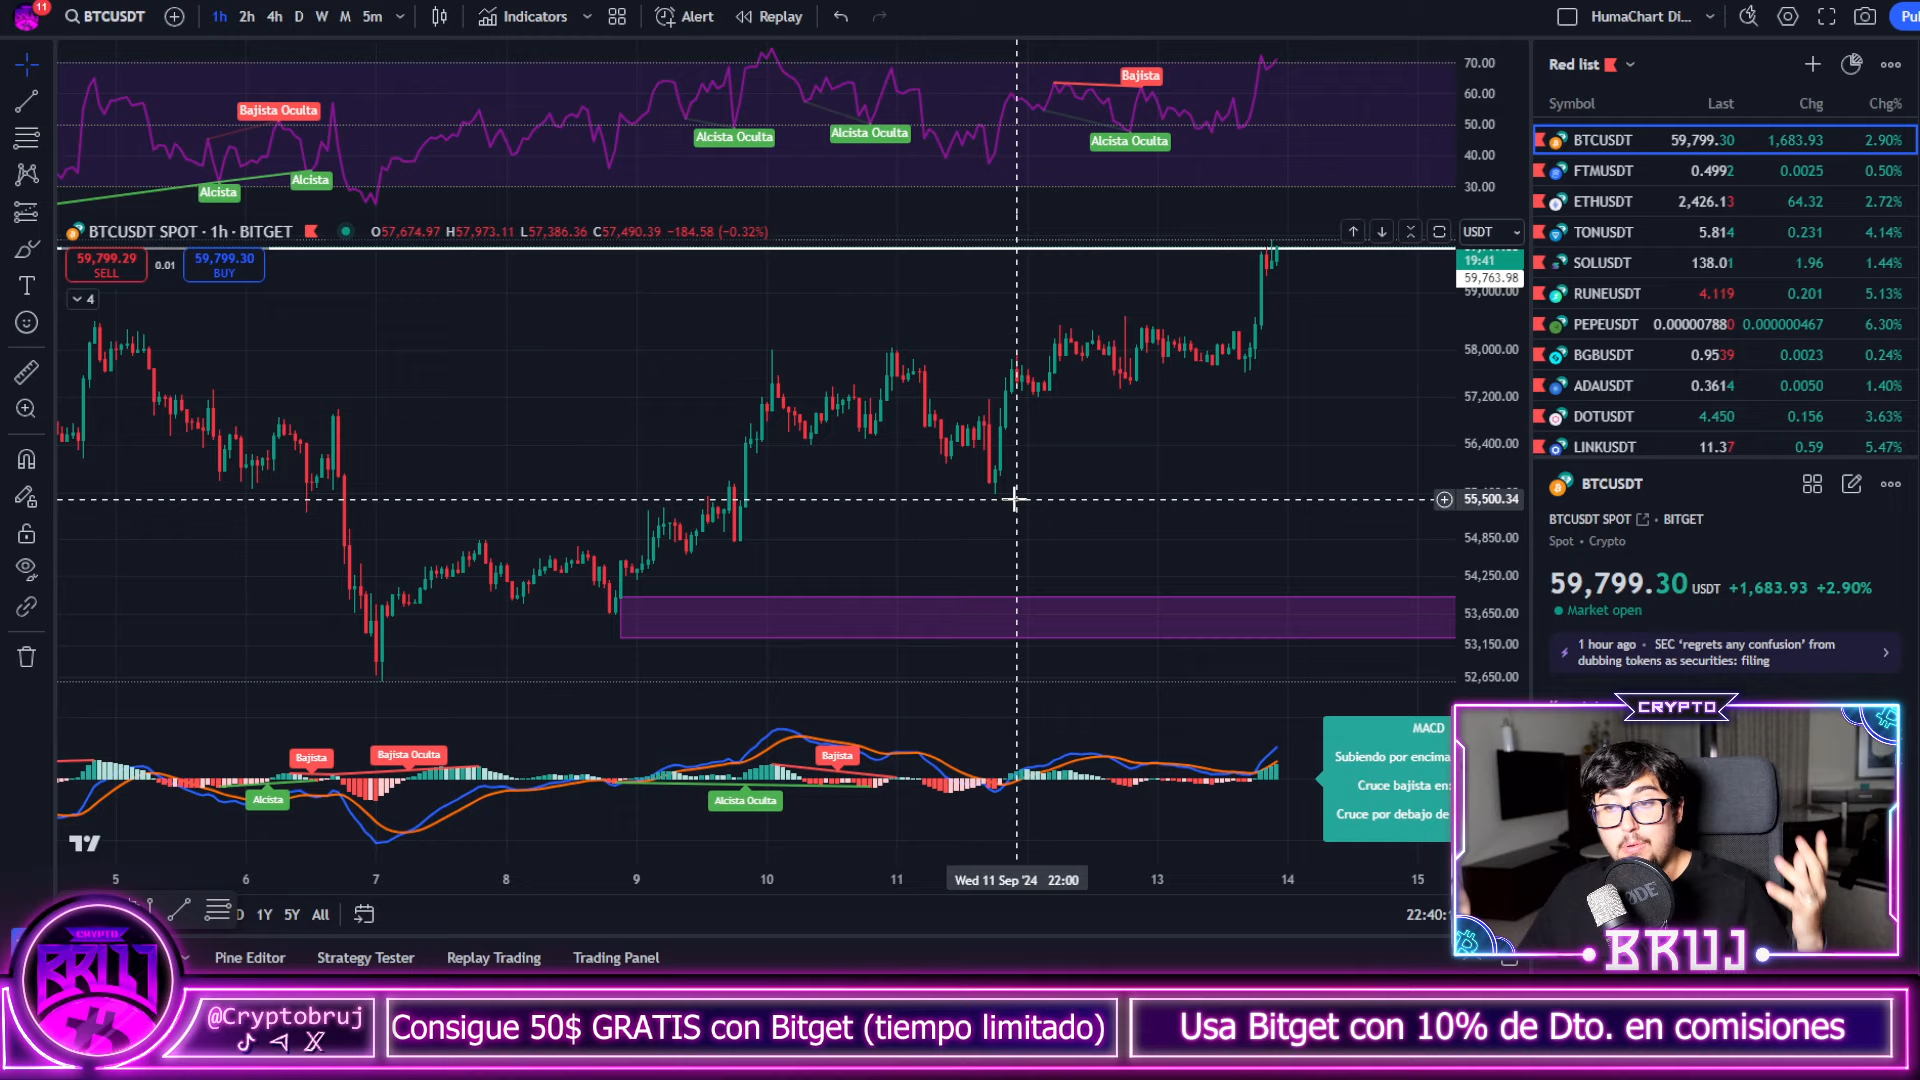 11
BTCUSDT
1h 2h 4h D W M 5m
Indicators
Alert
Replay
HumaChart Di...
Pu
70.00
60.00
50.00
40.00
30.00
Bajista Oculta
Alcista
Alcista
Alcista Oculta
Alcista Oculta
Bajista
Alcista Oculta
BTCUSDT SPOT · 1h · BITGET
O57,674.97 H57,973.11 L57,386.36 C57,490.39 −184.58 (−0.32%)
59,799.29
SELL
0.01
59,799.30
BUY
4
USDT
19:41
59,763.98
59,000.00
58,000.00
57,200.00
56,400.00
55,500.34
54,850.00
54,250.00
53,650.00
53,150.00
52,650.00
Bajista
Bajista Oculta
Alcista
Alcista Oculta
Bajista
MACD
Subiendo por encima
Cruce bajista en:
Cruce por debajo de
5 6 7 8 9 10 11 Wed 11 Sep '24 22:00 13 14 15
D 1Y 5Y All
22:40:
Pine Editor
Strategy Tester
Replay Trading
Trading Panel
Red list
Symbol Last Chg Chg%
BTCUSDT 59,799.30 1,683.93 2.90%
FTMUSDT 0.4992 0.0025 0.50%
ETHUSDT 2,426.13 64.32 2.72%
TONUSDT 5.814 0.231 4.14%
SOLUSDT 138.01 1.96 1.44%
RUNEUSDT 4.119 0.201 5.13%
PEPEUSDT 0.000007880 0.000000467 6.30%
BGBUSDT 0.9539 0.0023 0.24%
ADAUSDT 0.3614 0.0050 1.40%
DOTUSDT 4.450 0.156 3.63%
LINKUSDT 11.37 0.59 5.47%
BTCUSDT
BTCUSDT SPOT · BITGET
Spot · Crypto
59,799.30 USDT +1,683.93 +2.90%
Market open
1 hour ago · SEC ‘regrets any confusion’ from
dubbing tokens as securities: filing
CRYPTO
BRUJ
CRYPTO
BRUJ
@Cryptobruj
Consigue 50$ GRATIS con Bitget (tiempo limitado)
Usa Bitget con 10% de Dto. en comisiones